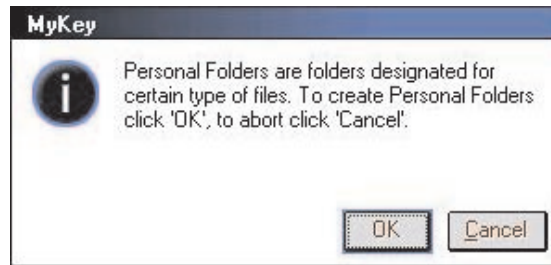 MyKey
Personal Folders are folders designated for
certain type of files. To create Personal Folders
click 'OK', to abort click 'Cancel'.
OK
Cancel